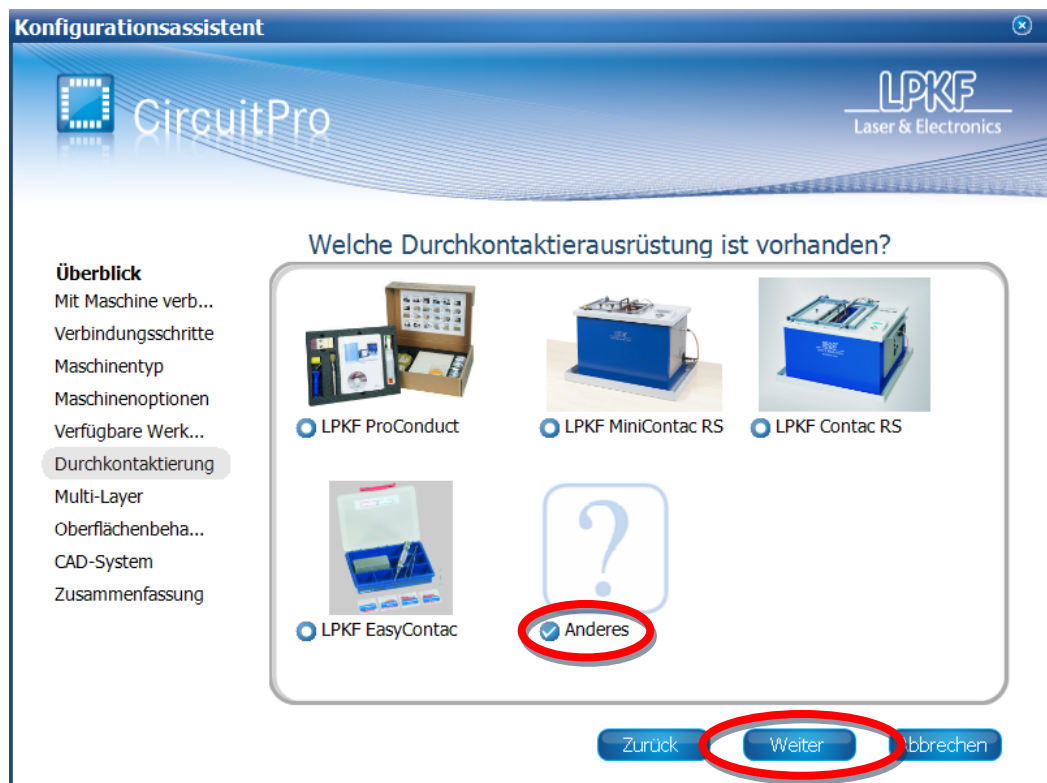 Konfigurationsassistent
CircuitPro
LPKF
Laser & Electronics
Welche Durchkontaktierausrüstung ist vorhanden?
Überblick
Mit Maschine verb...
Verbindungsschritte
Maschinentyp
Maschinenoptionen
Verfügbare Werk...
Durchkontaktierung
Multi-Layer
Oberflächenbeha...
CAD-System
Zusammenfassung
LPKF ProConduct
LPKF MiniContac RS
LPKF Contac RS
LPKF EasyContac
?
Anderes
Zurück
Weiter
Abbrechen